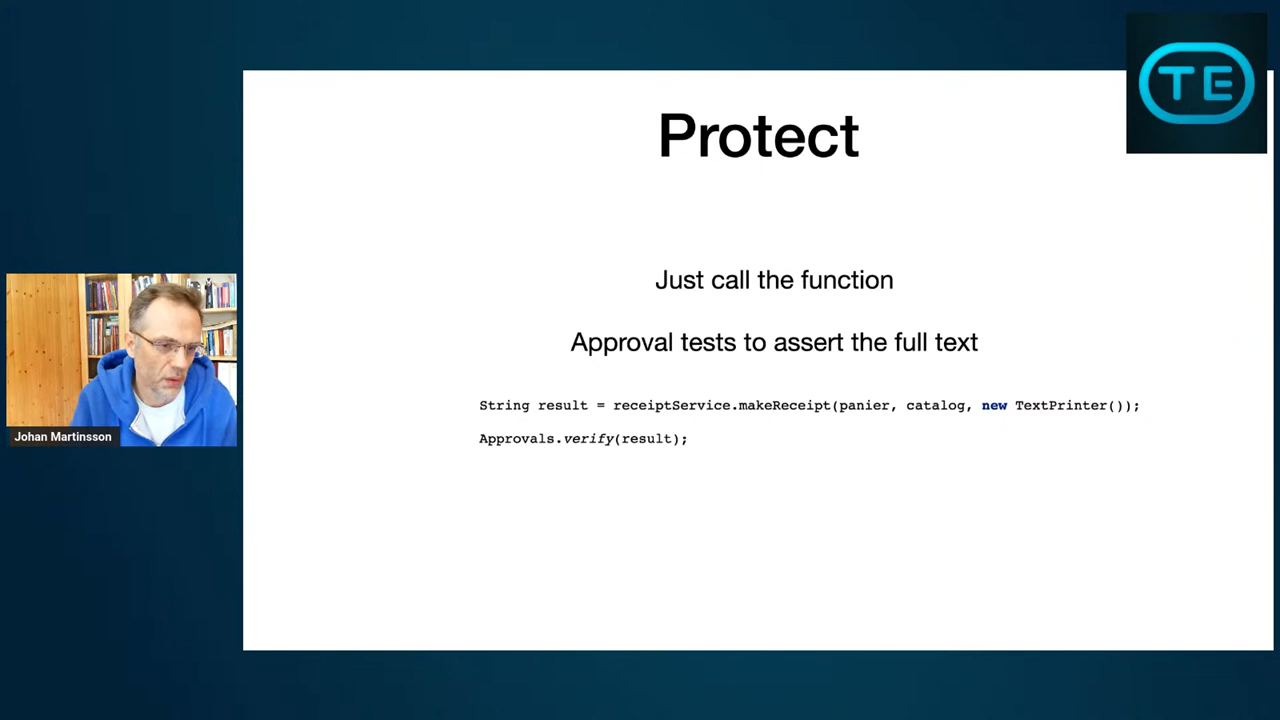 TE
Protect
Just call the function
Approval tests to assert the full text
String result = receiptService.makeReceipt(panier, catalog, new TextPrinter());
Approvals.verify(result);
Johan Martinsson